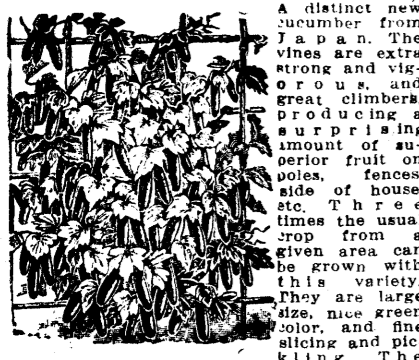 A distinct new
cucumber from
Japan. The
vines are extra
strong and vig-
orous, and
great climbers
producing a
surprising
amount of su-
perior fruit on
poles, fences
side of house
etc. Three
times the usual
crop from a
given area can
be grown with
this variety.
They are large
size, nice green
color, and fine
slicing and pic-
kling. The